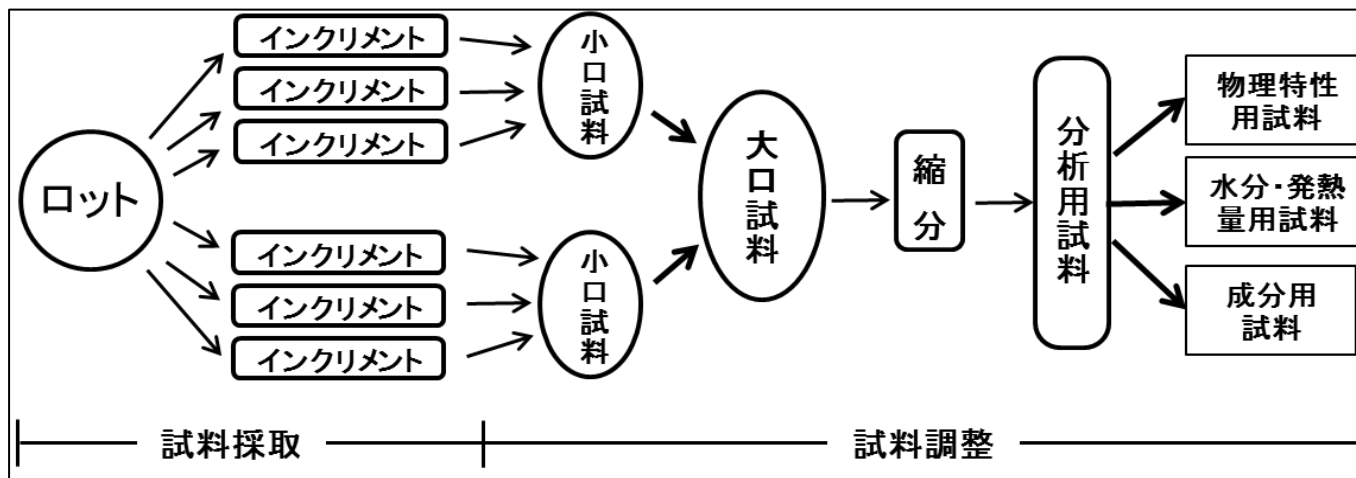 ロット
インクリメント
インクリメント
インクリメント
インクリメント
インクリメント
インクリメント
小口試料
小口試料
大口試料
縮分
分析用試料
物理特性
用試料
水分・発熱
量用試料
成分用
試料
試料採取
試料調整